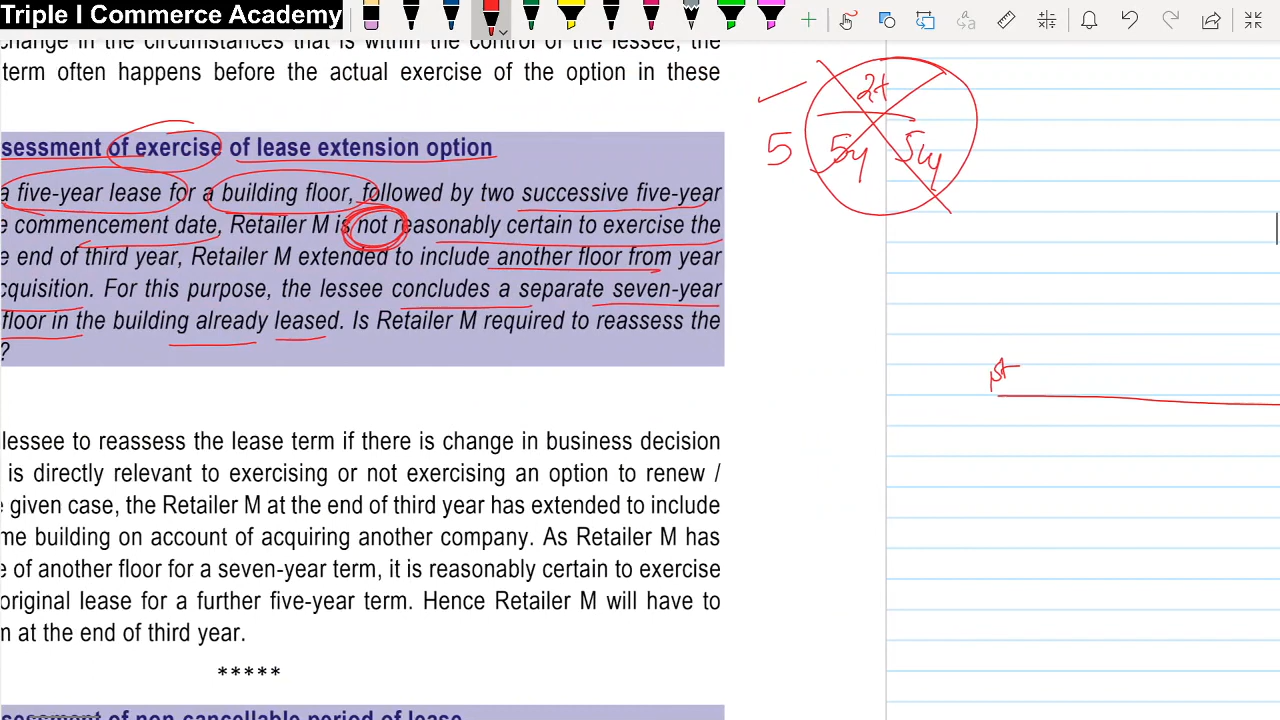 Triple I Commerce Academy
change in the circumstances that is within the control of the lessee, the
term often happens before the actual exercise of the option in these
sessment of exercise of lease extension option
a five-year lease for a building floor, followed by two successive five-year
e commencement date, Retailer M is not reasonably certain to exercise the
e end of third year, Retailer M extended to include another floor from year
cquisition. For this purpose, the lessee concludes a separate seven-year
floor in the building already leased. Is Retailer M required to reassess the
?
lessee to reassess the lease term if there is change in business decision
is directly relevant to exercising or not exercising an option to renew /
e given case, the Retailer M at the end of third year has extended to include
me building on account of acquiring another company. As Retailer M has
e of another floor for a seven-year term, it is reasonably certain to exercise
original lease for a further five-year term. Hence Retailer M will have to
n at the end of third year.
*****
sessment of non cancellable period of lease
5
5y